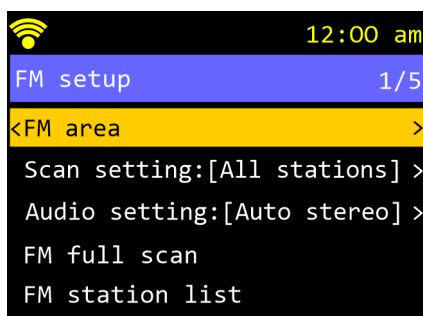 12:00 am
FM setup 1/5
<FM area >
Scan setting:[All stations] >
Audio setting:[Auto stereo] >
FM full scan
FM station list